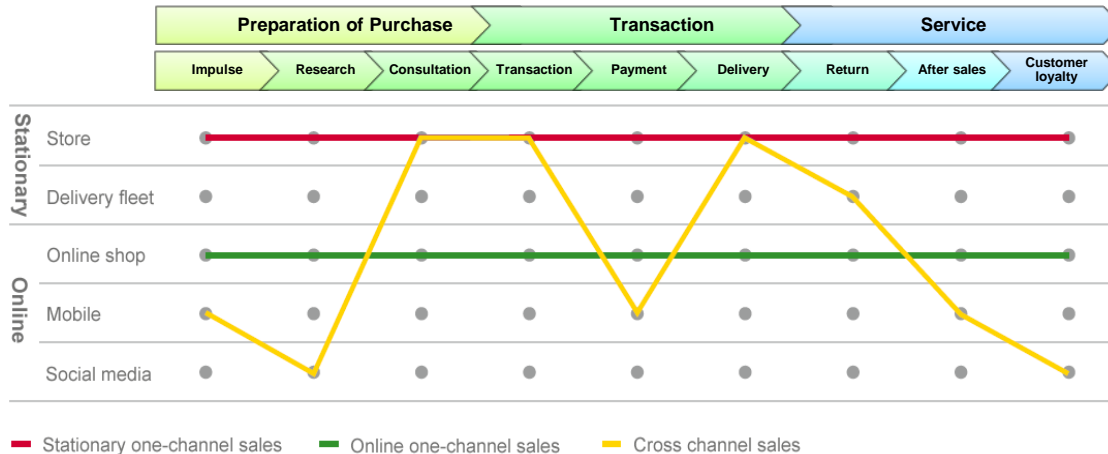 Preparation of Purchase Transaction Service
Impulse Research Consultation Transaction Payment Delivery Return After sales Customer loyalty
Stationary
Store
Delivery fleet
Online
Online shop
Mobile
Social media
Stationary one-channel sales Online one-channel sales Cross channel sales